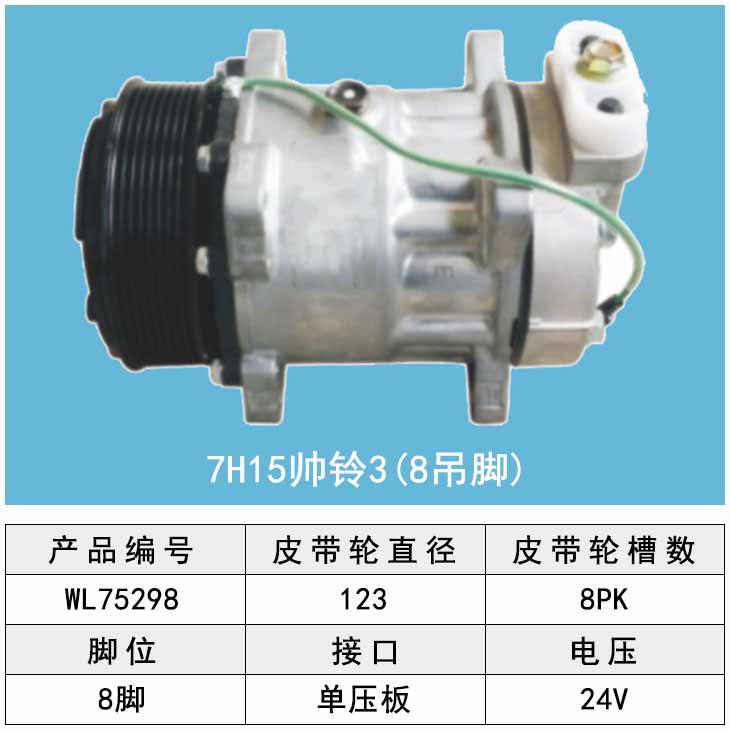 7H15帅铃3(8吊脚)
产品编号 皮带轮直径 皮带轮槽数
WL75298 123 8PK
脚位 接口 电压
8脚 单压板 24V